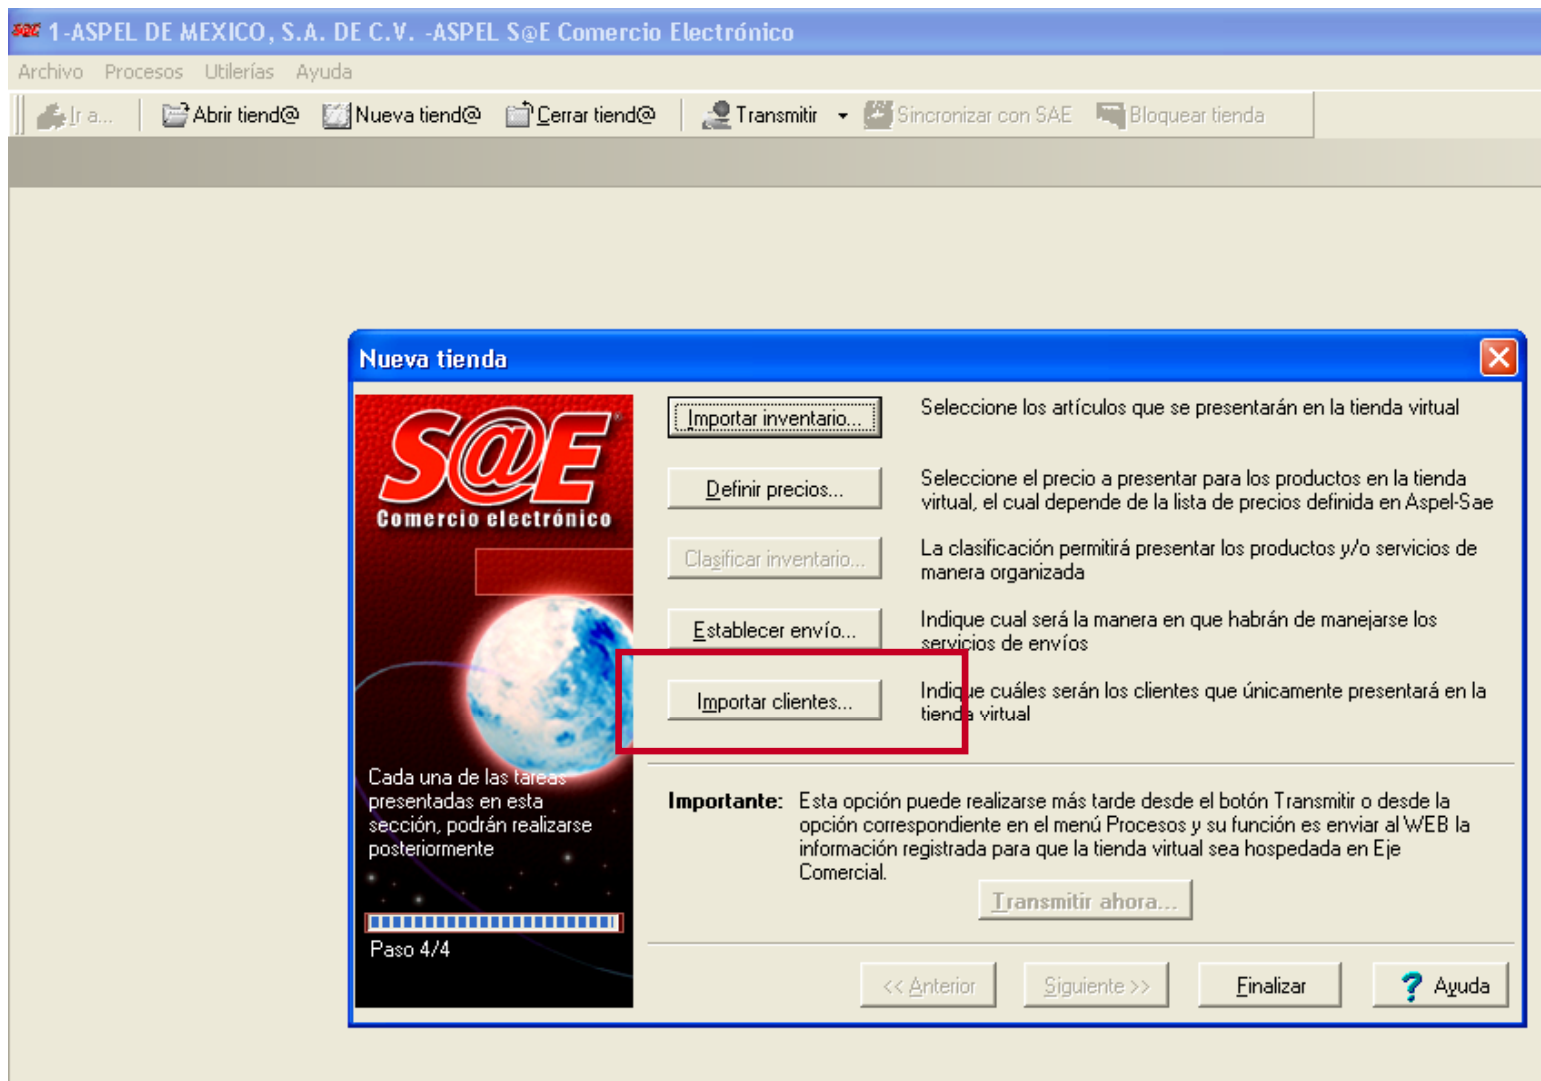 SAE 1-ASPEL DE MEXICO, S.A. DE C.V. -ASPEL S@E Comercio Electrónico
Archivo Procesos Utilerías Ayuda
Ir a... Abrir tiend@ Nueva tiend@ Cerrar tiend@ Transmitir Sincronizar con SAE Bloquear tienda
Nueva tienda
S@E
Comercio electrónico
Importar inventario... Seleccione los artículos que se presentarán en la tienda virtual
Definir precios... Seleccione el precio a presentar para los productos en la tienda
virtual, el cual depende de la lista de precios definida en Aspel-Sae
Clasificar inventario... La clasificación permitirá presentar los productos y/o servicios de
manera organizada
Establecer envío... Indique cual será la manera en que habrán de manejarse los
servicios de envíos
Importar clientes... Indique cuáles serán los clientes que únicamente presentará en la
tienda virtual
Cada una de las tareas
presentadas en esta
sección, podrán realizarse
posteriormente
Paso 4/4
Importante: Esta opción puede realizarse más tarde desde el botón Transmitir o desde la
opción correspondiente en el menú Procesos y su función es enviar al WEB la
información registrada para que la tienda virtual sea hospedada en Eje
Comercial.
Transmitir ahora...
<< Anterior Siguiente >> Finalizar ? Ayuda